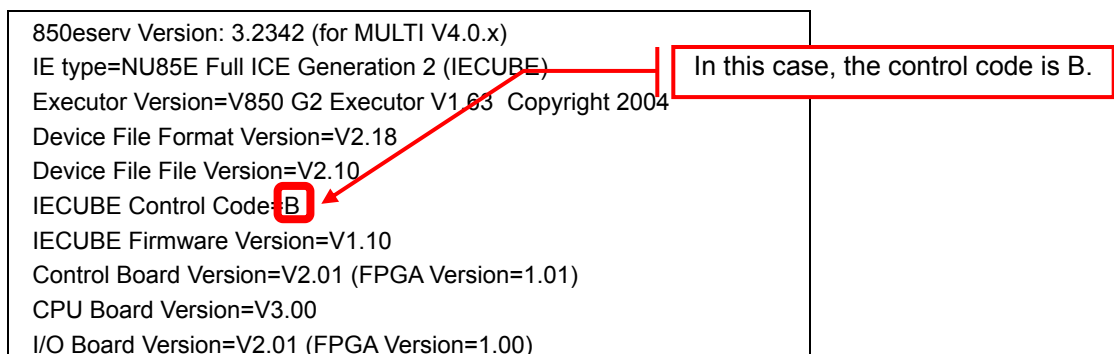 850eserv Version: 3.2342 (for MULTI V4.0.x)
IE type=NU85E Full ICE Generation 2 (IECUBE)
In this case, the control code is B.
Executor Version=V850 G2 Executor V1.63 Copyright 2004
Device File Format Version=V2.18
Device File File Version=V2.10
IECUBE Control Code=B
IECUBE Firmware Version=V1.10
Control Board Version=V2.01 (FPGA Version=1.01)
CPU Board Version=V3.00
I/O Board Version=V2.01 (FPGA Version=1.00)